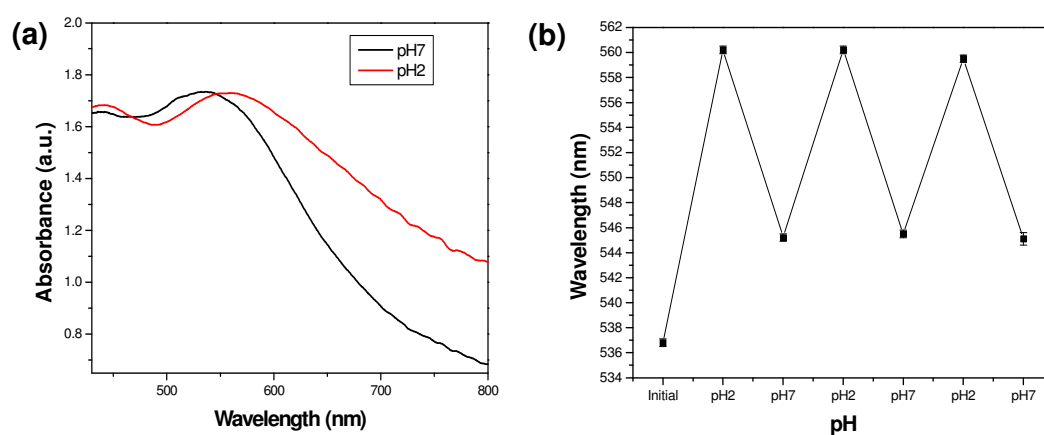 (a)
2.0
1.8
1.6
1.4
1.2
1.0
0.8
Absorbance (a.u.)
pH7
pH2
500 600 700 800
Wavelength (nm)
(b)
562
560
558
556
554
552
550
548
546
544
542
540
538
536
534
Wavelength (nm)
Initial pH2 pH7 pH2 pH7 pH2 pH7
pH